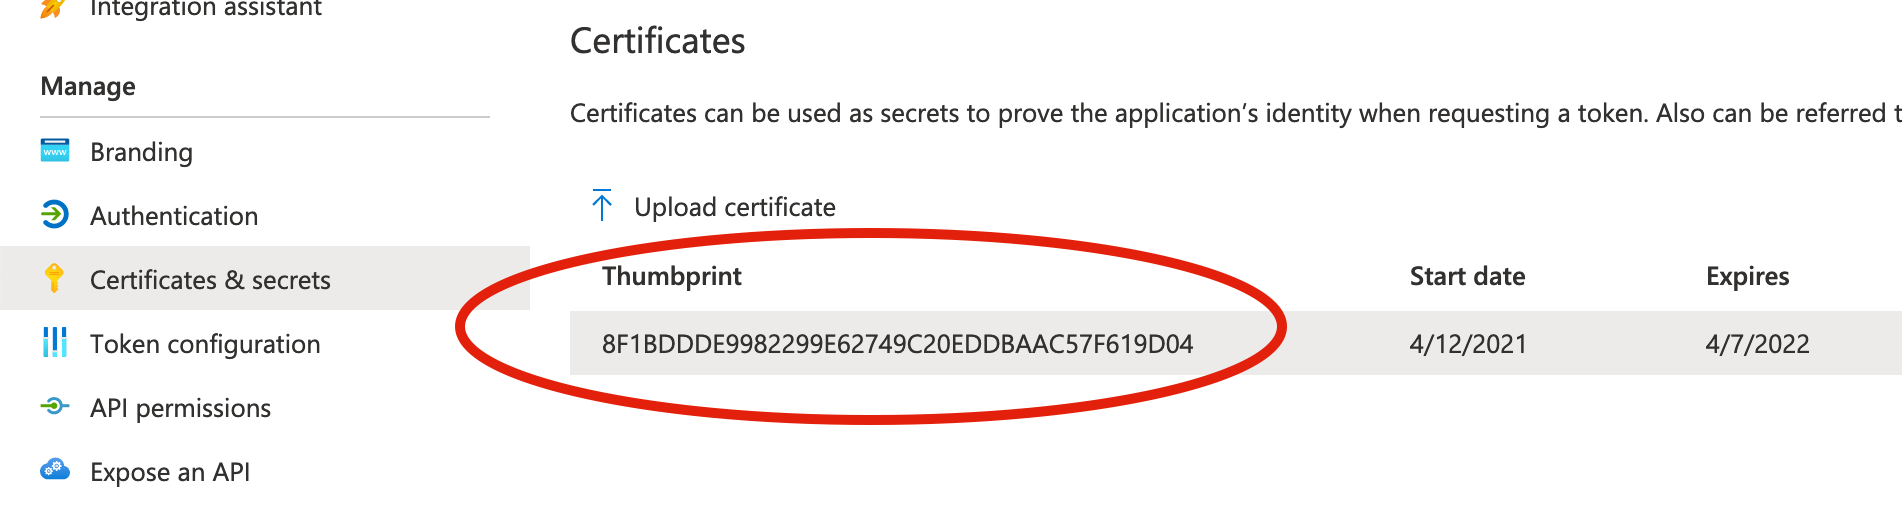 Integration assistant
Manage
www
Branding
Authentication
Certificates & secrets
Token configuration
API permissions
Expose an API
Certificates
Certificates can be used as secrets to prove the application’s identity when requesting a token. Also can be referred t
Upload certificate
Thumbprint Start date Expires
8F1BDDDE9982299E62749C20EDDBAAC57F619D04 4/12/2021 4/7/2022